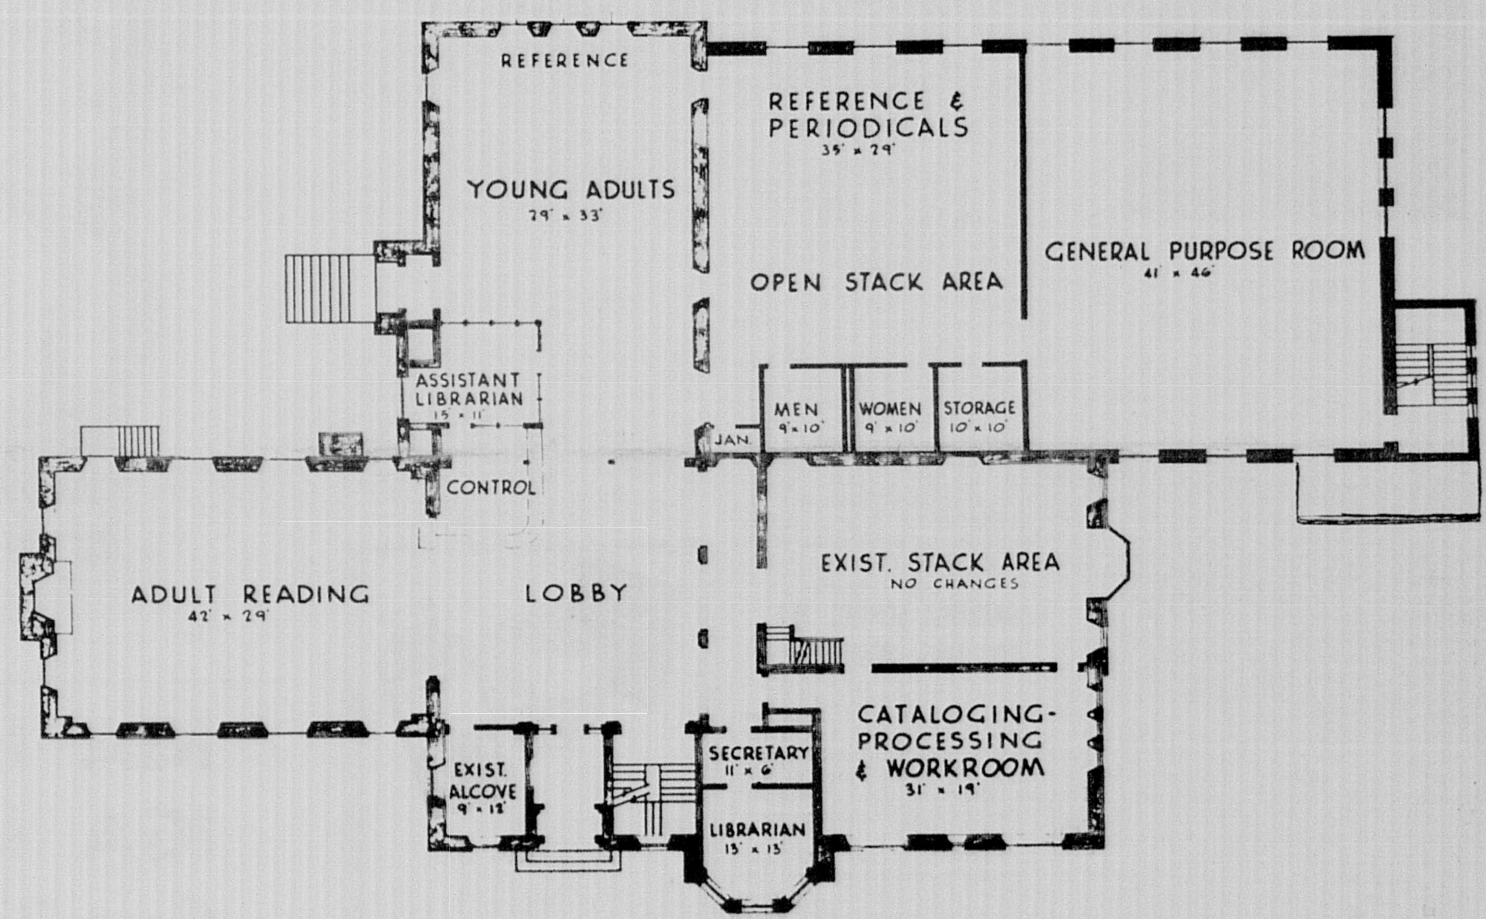 REFERENCE
YOUNG ADULTS
29' x 33'
REFERENCE &
PERIODICALS
35' x 29'
OPEN STACK AREA
GENERAL PURPOSE ROOM
41' x 46'
ASSISTANT
LIBRARIAN
15' x 11'
MEN
9' x 10'
WOMEN
9' x 10'
STORAGE
10' x 10'
JAN.
CONTROL
ADULT READING
42' x 29'
LOBBY
EXIST. STACK AREA
NO CHANGES
CATALOGING-
PROCESSING
& WORKROOM
31' x 19'
SECRETARY
11' x 6'
EXIST.
ALCOVE
9' x 12'
LIBRARIAN
13' x 13'